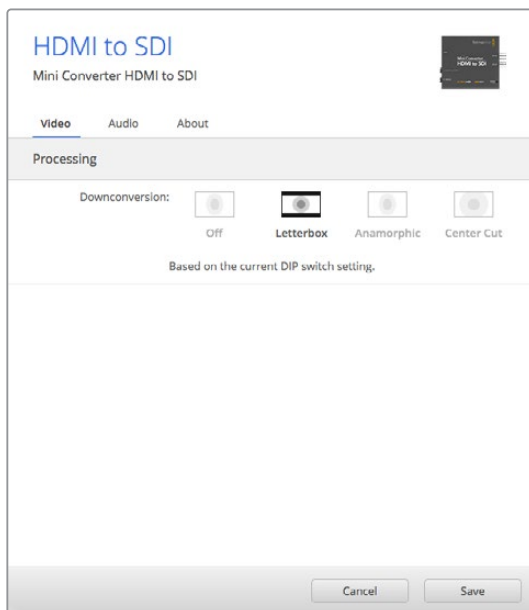 HDMI to SDI
Mini Converter HDMI to SDI
Video Audio About
Processing
Downconversion:
Off Letterbox Anamorphic Center Cut
Based on the current DIP switch setting.
Cancel Save